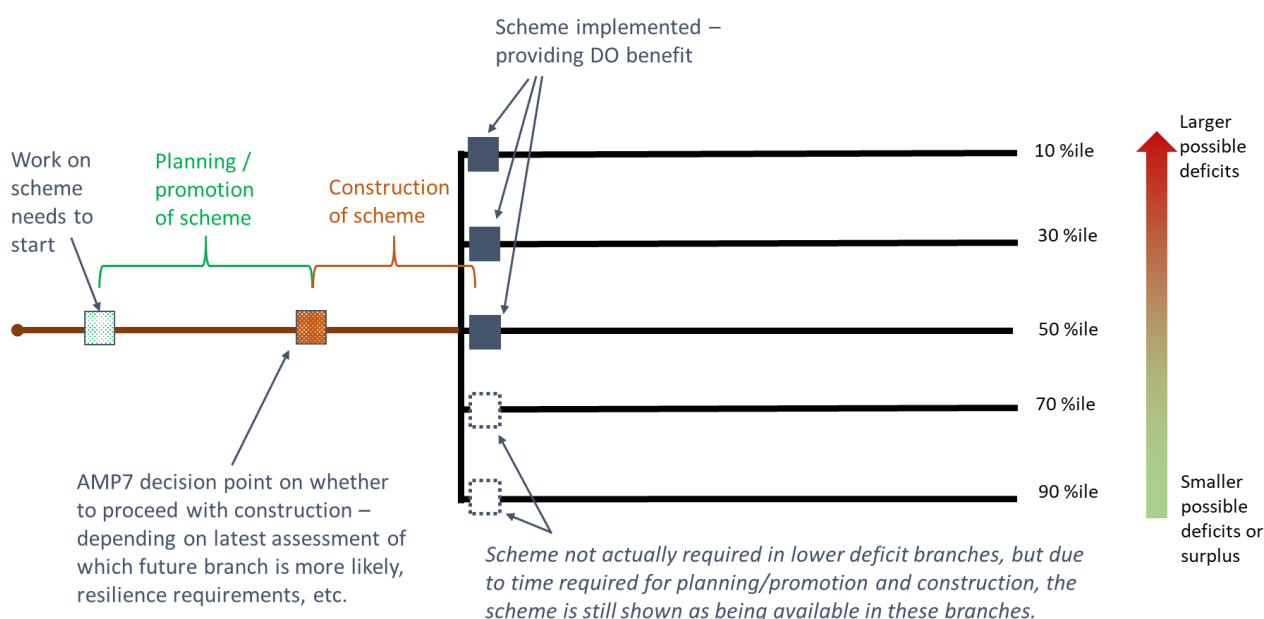 Scheme implemented –
providing DO benefit
Work on
scheme
needs to
start
Planning /
promotion
of scheme
Construction
of scheme
10 %ile
30 %ile
50 %ile
70 %ile
90 %ile
Larger
possible
deficits
Smaller
possible
deficits or
surplus
AMP7 decision point on whether
to proceed with construction –
depending on latest assessment of
which future branch is more likely,
resilience requirements, etc.
Scheme not actually required in lower deficit branches, but due
to time required for planning/promotion and construction, the
scheme is still shown as being available in these branches.